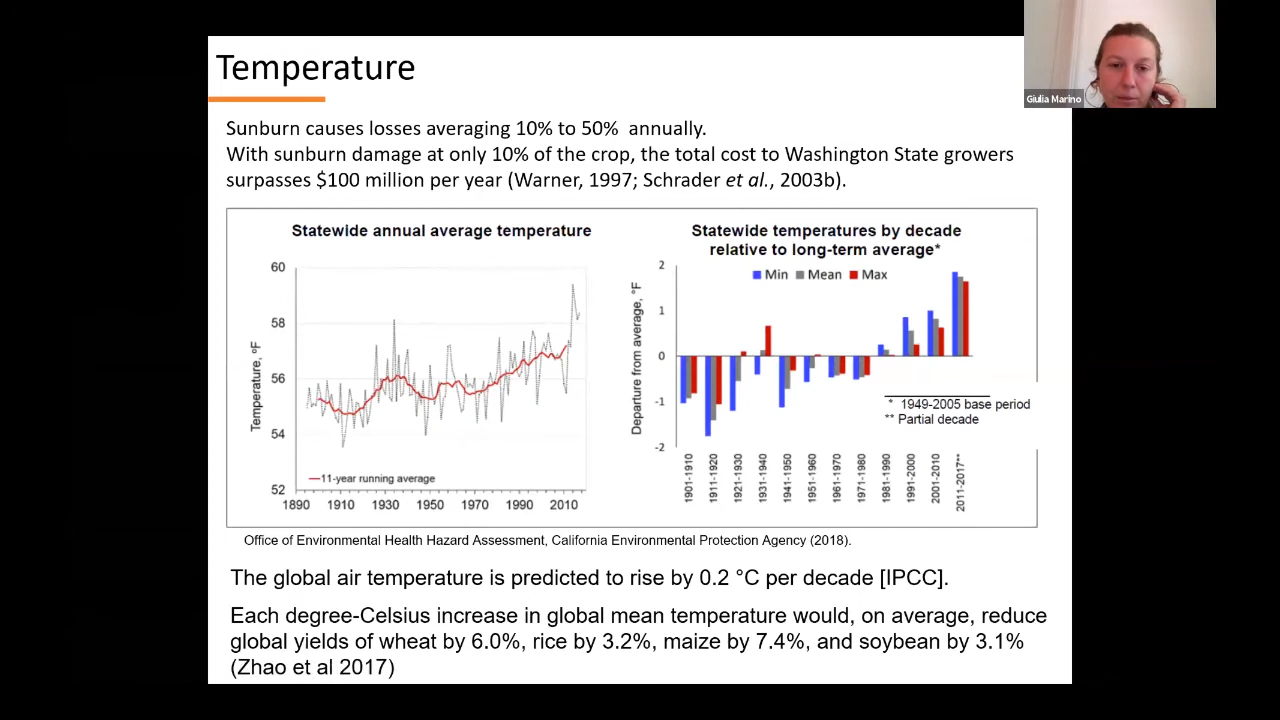 Temperature
Giulia Marino
Sunburn causes losses averaging 10% to 50%  annually.
With sunburn damage at only 10% of the crop, the total cost to Washington State growers
surpasses $100 million per year (Warner, 1997; Schrader et al., 2003b).
Statewide annual average temperature
60
58
56
54
52
Temperature, °F
11-year running average
1890 1910 1930 1950 1970 1990 2010
Statewide temperatures by decade
relative to long-term average*
Min Mean Max
2
1
0
-1
-2
Departure from average, °F
* 1949-2005 base period
** Partial decade
1901-1910
1911-1920
1921-1930
1931-1940
1941-1950
1951-1960
1961-1970
1971-1980
1981-1990
1991-2000
2001-2010
2011-2017**
Office of Environmental Health Hazard Assessment, California Environmental Protection Agency (2018).
The global air temperature is predicted to rise by 0.2 °C per decade [IPCC].
Each degree-Celsius increase in global mean temperature would, on average, reduce
global yields of wheat by 6.0%, rice by 3.2%, maize by 7.4%, and soybean by 3.1%
(Zhao et al 2017)